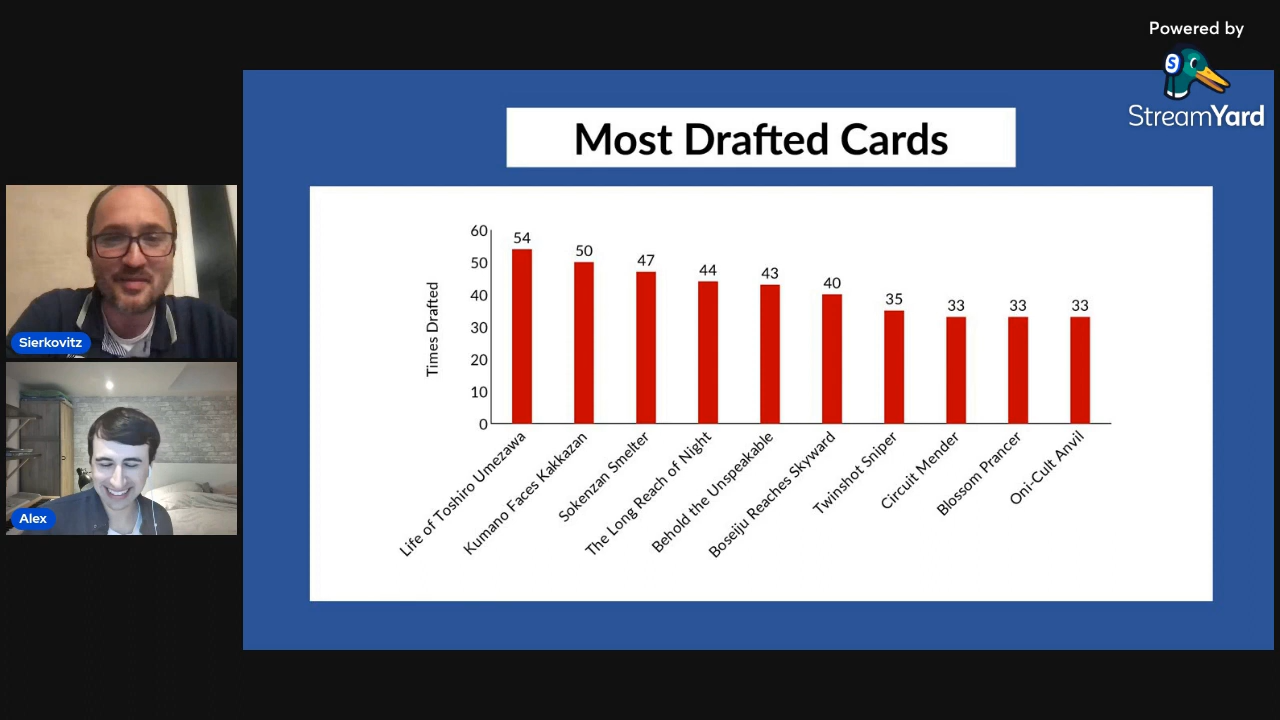 Powered by
S
StreamYard
Most Drafted Cards
Sierkovitz
Alex
Times Drafted
60
50
40
30
20
10
0
54
50
47
44
43
40
35
33
33
33
Life of Toshiro Umezawa
Kumano Faces Kakkazan
Sokenzan Smelter
The Long Reach of Night
Behold the Unspeakable
Boseiju Reaches Skyward
Twinshot Sniper
Circuit Mender
Blossom Prancer
Oni-Cult Anvil